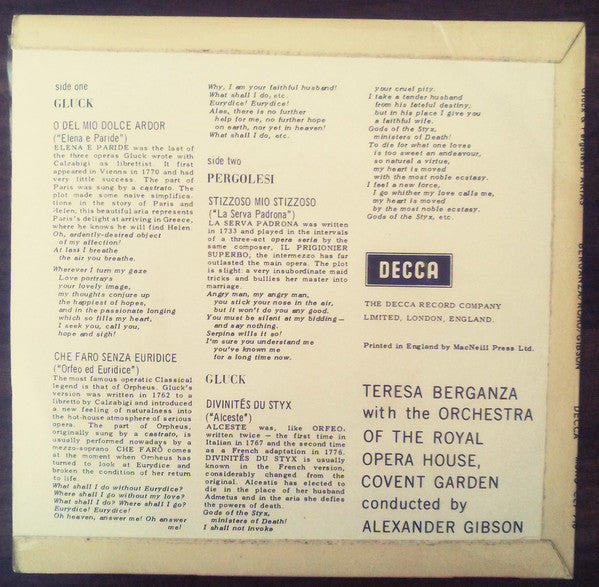 side one
GLUCK
O DEL MIO DOLCE ARDOR
("Elena e Paride")
ELENA E PARIDE was the last of
the three operas Gluck wrote with
Calzabigi as librettist. It first
appeared in Vienna in 1770 and had
very little success. The part of
Paris was sung by a castrato. The
plot made some naive simplifica-
tions in the story of Paris and
Helen; this beautiful aria represents
Paris's delight at arriving in Greece,
where he knows he will find Helen.
Oh, ardently-desired object
of my affection!
At last I breathe
the air you breathe.
Wherever I turn my gaze
Love portrays
your lovely image,
my thoughts conjure up
the happiest of hopes,
and in the passionate longing
which so fills my heart,
I seek you, call you,
hope and sigh!
CHE FARO SENZA EURIDICE
("Orfeo ed Euridice")
The most famous operatic Classical
legend is that of Orpheus. Gluck's
version was written in 1762 to a
libretto by Calzabigi and introduced
a new feeling of naturalness into
the hot-house atmosphere of serious
opera. The part of Orpheus,
originally sung by a castrato, is
usually performed nowadays by a
mezzo-soprano CHE FARÒ comes
at the moment when Orpheus has
turned to look at Eurydice and
broken the condition of her return
to life.
What shall I do without Eurydice?
Where shall I go without my love?
What shall I do? Where shall I go?
Eurydice! Eurydice!
Oh heaven, answer me! Oh answer
me!
Why, I am your faithful husband!
What shall I do, etc.
Eurydice! Eurydice!
Alas, there is no further
help for me, no further hope
on earth, nor yet in heaven!
What shall I do, etc.
side two
PERGOLESI
STIZZOSO MIO STIZZOSO
("La Serva Padrona")
LA SERVA PADRONA was written
in 1733 and played in the intervals
of a three-act opera seria by the
same composer, IL PRIGIONIER
SUPERBO, the intermezzo has far
outlasted the main opera. The plot
is slight: a very insubordinate maid
tricks and bullies her master into
marriage.
Angry man, my angry man,
you stick your nose in the air,
but it won't do you any good.
You must be silent at my bidding—
and say nothing.
Serpina wills it so!
I'm sure you understand me
you've known me
for a long time now.
GLUCK
DIVINITÉS DU STYX
("Alceste")
ALCESTE was, like ORFEO,
written twice – the first time in
Italian in 1767 and the second time
as a French adaptation in 1776.
DIVINITÉS DU STYX is usually
known in the French version,
considerably changed from the
original. Alcestis has elected to
die in the place of her husband
Admetus and in the aria she defies
the powers of death.
Gods of the Styx,
ministers of Death!
I shall not invoke
your cruel pity.
I take a tender husband
from his fateful destiny;
but in his place I give you
a faithful wife.
Gods of the Styx,
ministers of Death!
To die for what one loves
is too sweet an endeavour,
so natural a virtue,
my heart is moved
with the most noble ecstasy.
I feel a new force,
I go whither my love calls me,
my heart is moved
by the most noble ecstasy.
Gods of the Styx, etc.
DECCA
THE DECCA RECORD COMPANY
LIMITED, LONDON, ENGLAND.
Printed in England by MacNeill Press Ltd.
TERESA BERGANZA
with the ORCHESTRA
OF THE ROYAL
OPERA HOUSE,
COVENT GARDEN
conducted by
ALEXANDER GIBSON
DECCA